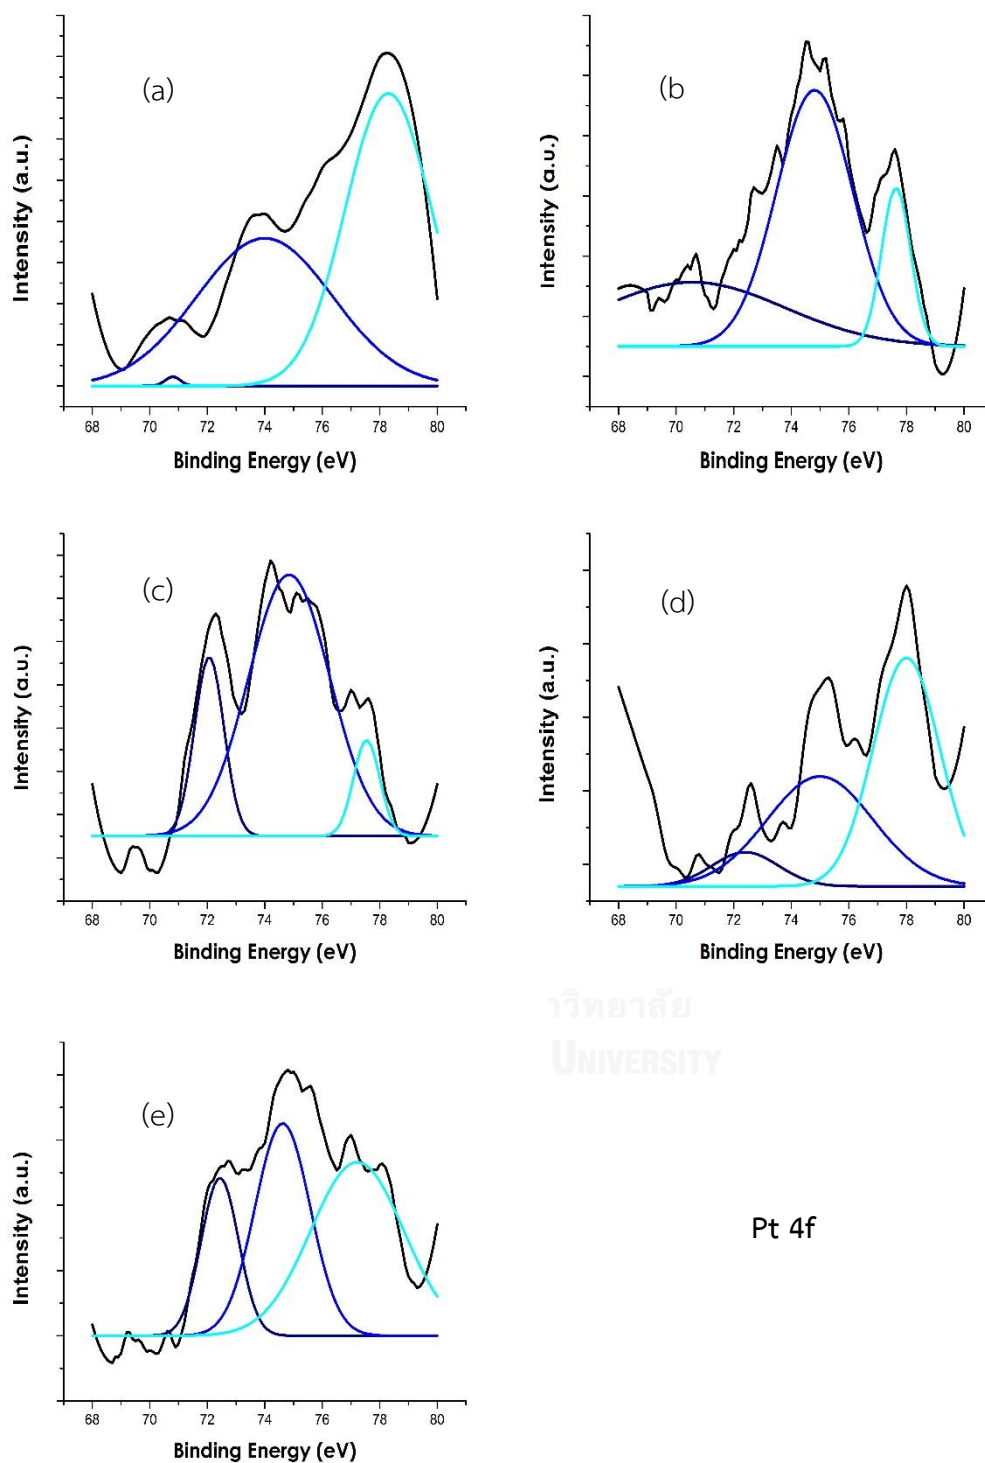 (a)
Intensity (a.u.)
68 70 72 74 76 78 80
Binding Energy (eV)
(b
Intensity (a.u.)
68 70 72 74 76 78 80
Binding Energy (eV)
(c)
Intensity (a.u.)
68 70 72 74 76 78 80
Binding Energy (eV)
(d)
Intensity (a.u.)
68 70 72 74 76 78 80
Binding Energy (eV)
าวิทยาลัย
UNIVERSITY
(e)
Intensity (a.u.)
68 70 72 74 76 78 80
Binding Energy (eV)
Pt 4f